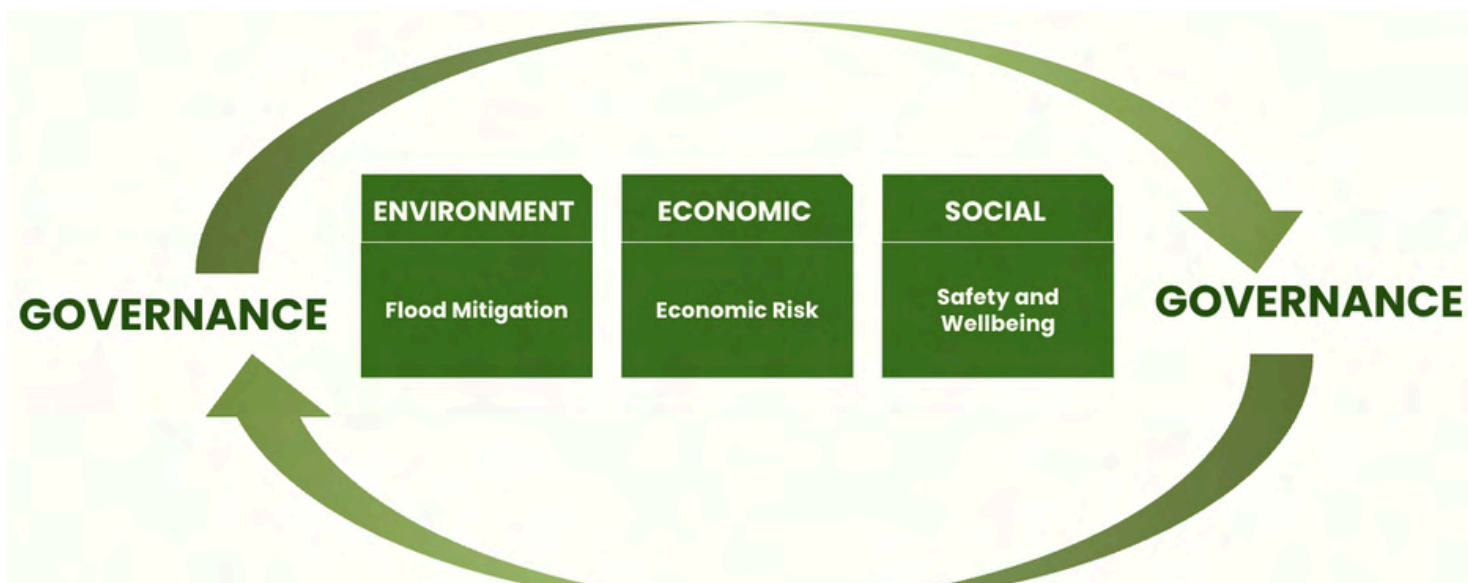 ENVIRONMENT
ECONOMIC
SOCIAL
GOVERNANCE
Flood Mitigation
Economic Risk
Safety and
Wellbeing
GOVERNANCE